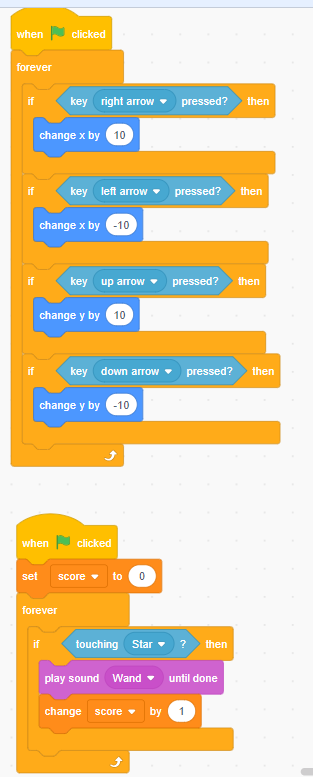 when clicked
forever
if key right arrow pressed? then
change x by 10
if key left arrow pressed? then
change x by -10
if key up arrow pressed? then
change y by 10
if key down arrow pressed? then
change y by -10
when clicked
set score to 0
forever
if touching Star ? then
play sound Wand until done
change score by 1